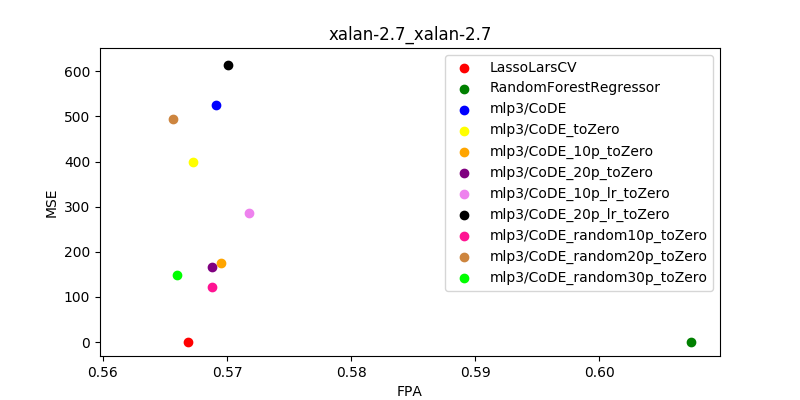 xalan-2.7_xalan-2.7
MSE
600
500
400
300
200
100
0
LassoLarsCV
RandomForestRegressor
mlp3/CoDE
mlp3/CoDE_toZero
mlp3/CoDE_10p_toZero
mlp3/CoDE_20p_toZero
mlp3/CoDE_10p_lr_toZero
mlp3/CoDE_20p_lr_toZero
mlp3/CoDE_random10p_toZero
mlp3/CoDE_random20p_toZero
mlp3/CoDE_random30p_toZero
0.56 0.57 0.58 0.59 0.60
FPA